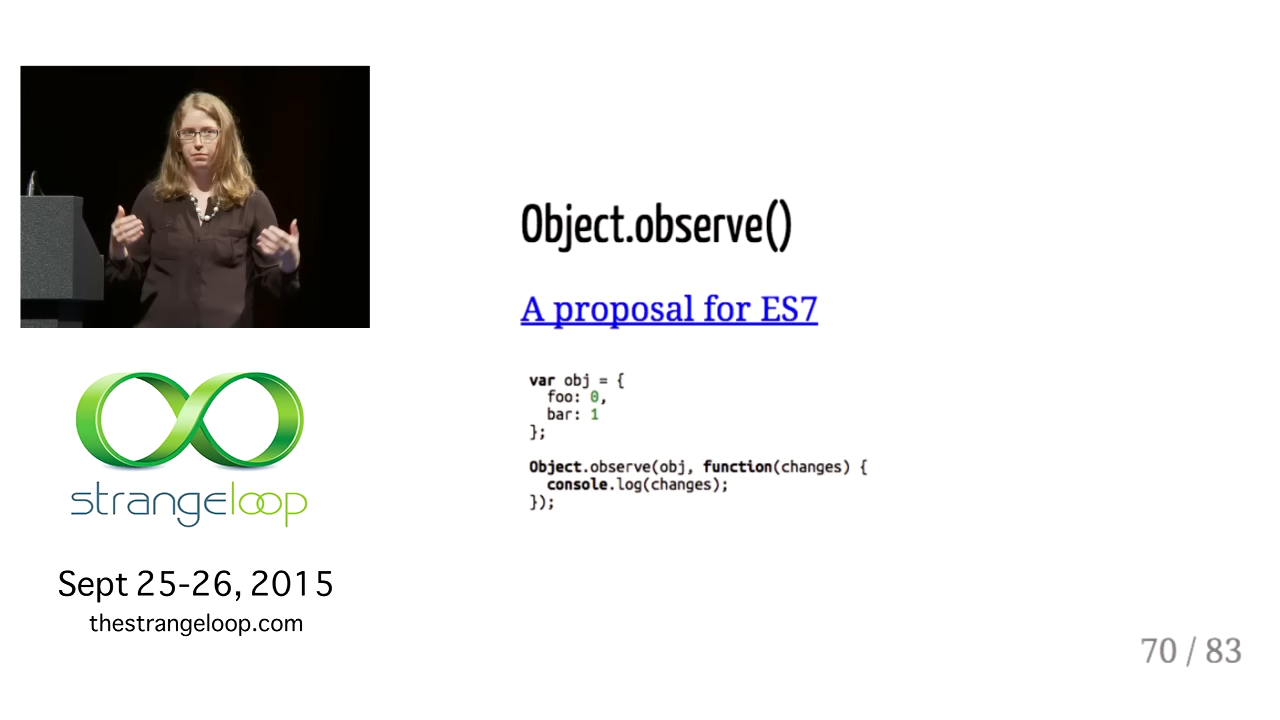 Object.observe()
A proposal for ES7
var obj = {
  foo: 0,
  bar: 1
};
Object.observe(obj, function(changes) {
  console.log(changes);
});
strangeloop
Sept 25-26, 2015
thestrangeloop.com
70 / 83